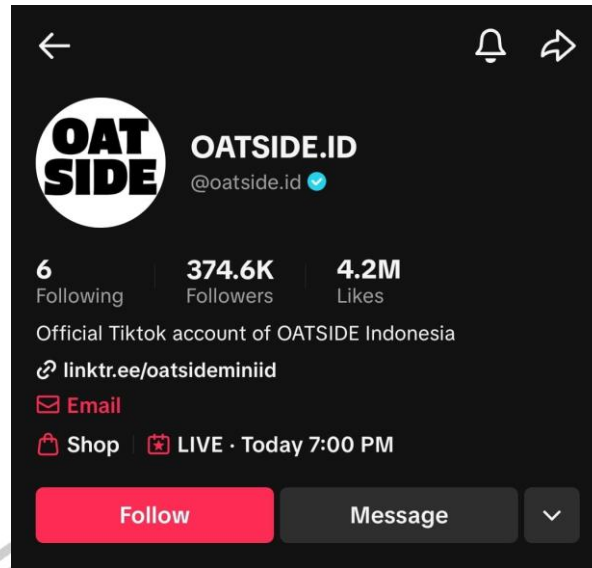 OAT
SIDE
OATSIDE.ID
@oatside.id
6 374.6K 4.2M
Following Followers Likes
Official Tiktok account of OATSIDE Indonesia
linktr.ee/oatsideminiid
Email
Shop LIVE · Today 7:00 PM
Follow Message